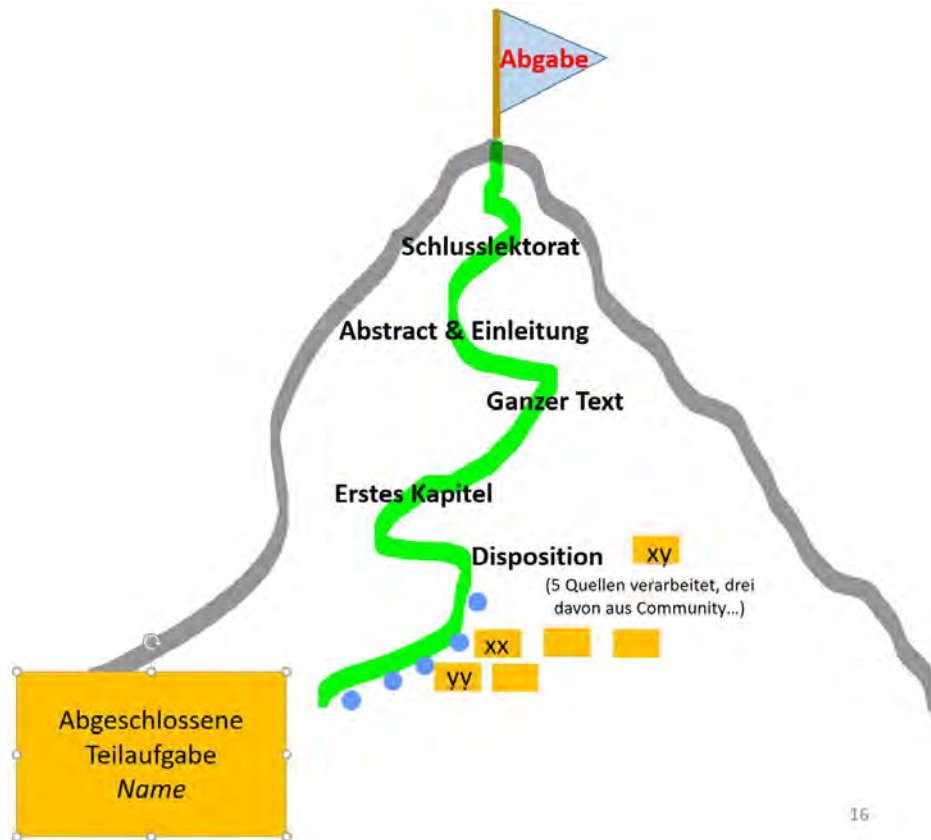 Abgabe
Schlusslektorat
Abstract & Einleitung
Ganzer Text
Erstes Kapitel
Disposition
xy
(5 Quellen verarbeitet, drei
davon aus Community...)
xx
yy
Abgeschlossene
Teilaufgabe
Name
16